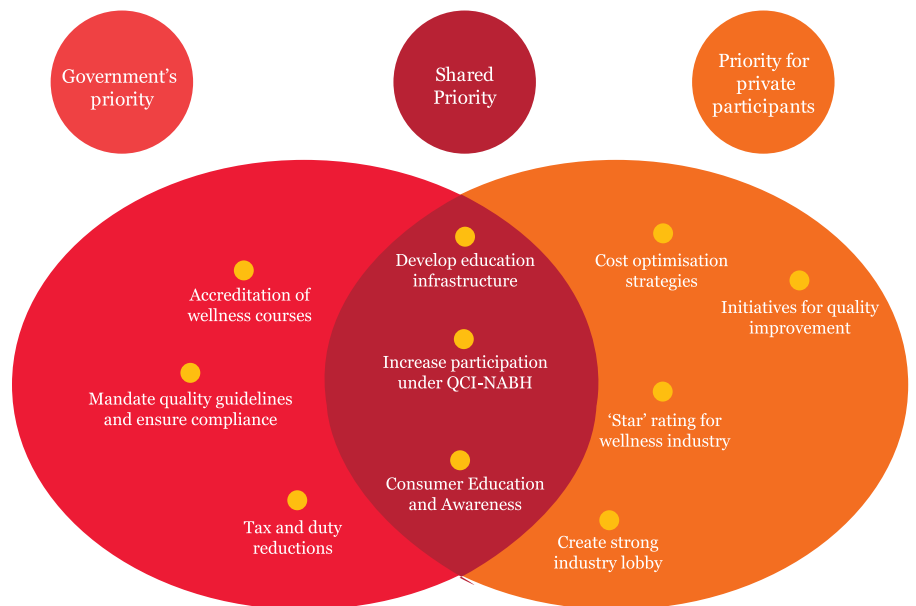 Government’s
priority
Shared
Priority
Priority for
private
participants
Accreditation of
wellness courses
Mandate quality guidelines
and ensure compliance
Tax and duty
reductions
Develop education
infrastructure
Increase participation
under QCI-NABH
Consumer Education
and Awareness
Cost optimisation
strategies
Initiatives for quality
improvement
‘Star’ rating for
wellness industry
Create strong
industry lobby